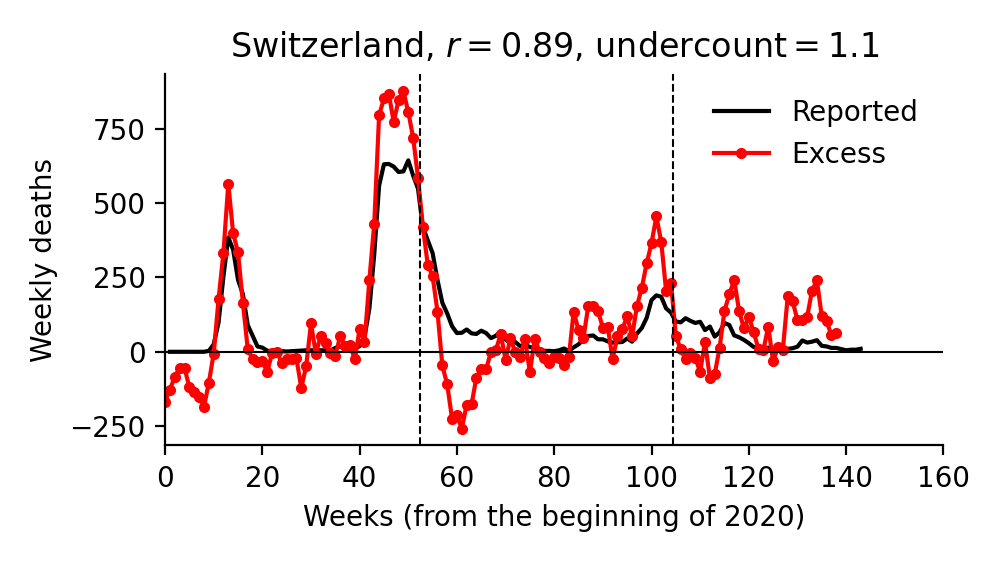 Switzerland, r = 0.89, undercount = 1.1
Reported
Excess
Weekly deaths
750
500
250
0
−250
0 20 40 60 80 100 120 140 160
Weeks (from the beginning of 2020)